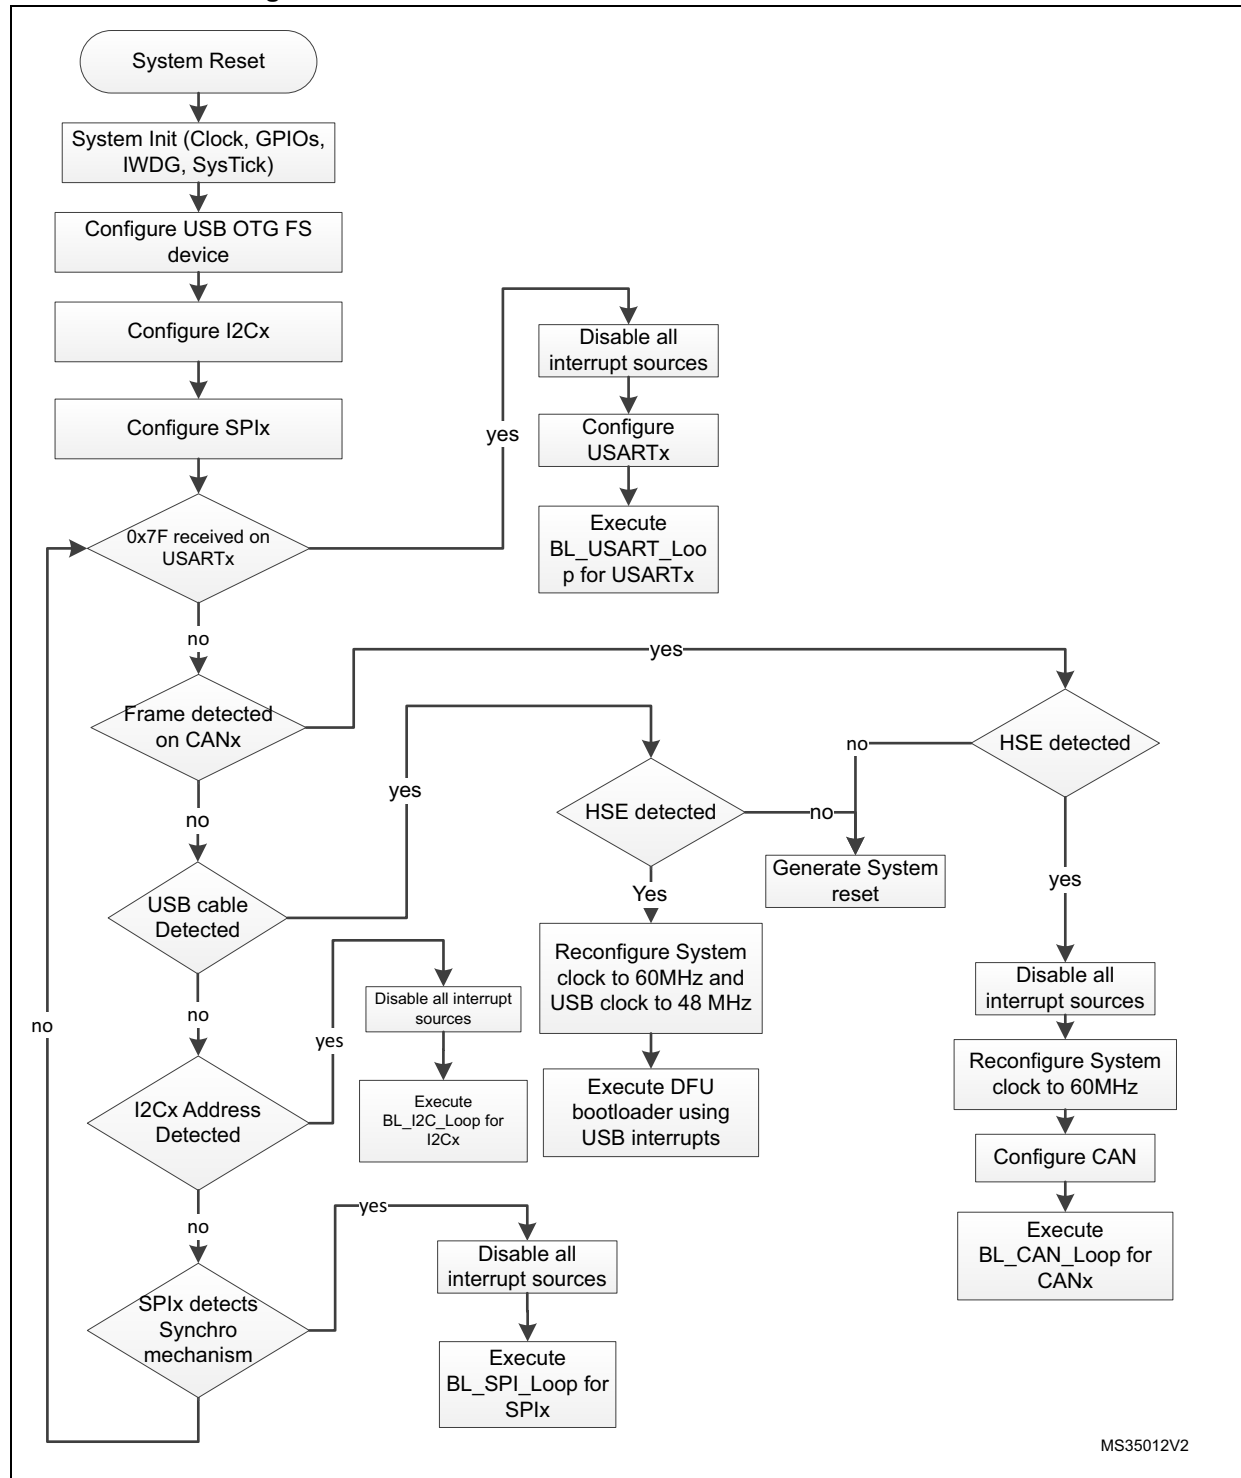 System Reset
System Init (Clock, GPIOs,
IWDG, SysTick)
Configure USB OTG FS
device
Configure I2Cx
Configure SPIx
0x7F received on
USARTx
yes
Disable all
interrupt sources
Configure
USARTx
Execute
BL_USART_Loo
p for USARTx
no
Frame detected
on CANx
yes
HSE detected
no
yes
Disable all
interrupt sources
Reconfigure System
clock to 60MHz
Configure CAN
Execute
BL_CAN_Loop for
CANx
no
USB cable
Detected
yes
HSE detected
no
Generate System
reset
Yes
Reconfigure System
clock to 60MHz and
USB clock to 48 MHz
Execute DFU
bootloader using
USB interrupts
no
I2Cx Address
Detected
yes
Disable all interrupt
sources
Execute
BL_I2C_Loop for
I2Cx
no
SPIx detects
Synchro
mechanism
yes
Disable all
interrupt sources
Execute
BL_SPI_Loop for
SPIx
no
MS35012V2